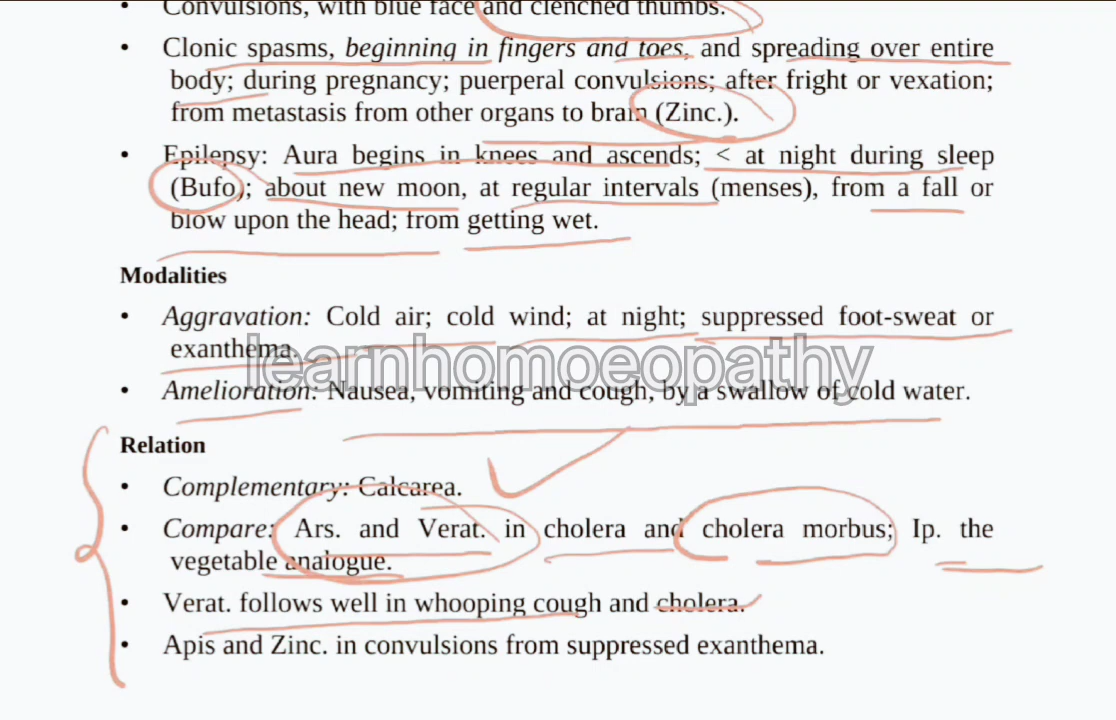 • Convulsions, with blue face and clenched thumbs.
• Clonic spasms, beginning in fingers and toes, and spreading over entire
body; during pregnancy; puerperal convulsions; after fright or vexation;
from metastasis from other organs to brain (Zinc.).
• Epilepsy: Aura begins in knees and ascends; < at night during sleep
(Bufo); about new moon, at regular intervals (menses), from a fall or
blow upon the head; from getting wet.
Modalities
• Aggravation: Cold air; cold wind; at night; suppressed foot-sweat or
exanthema.
learnhomoeopathy
• Amelioration: Nausea, vomiting and cough, by a swallow of cold water.
Relation
• Complementary: Calcarea.
• Compare: Ars. and Verat. in cholera and cholera morbus; Ip. the
vegetable analogue.
• Verat. follows well in whooping cough and cholera.
• Apis and Zinc. in convulsions from suppressed exanthema.